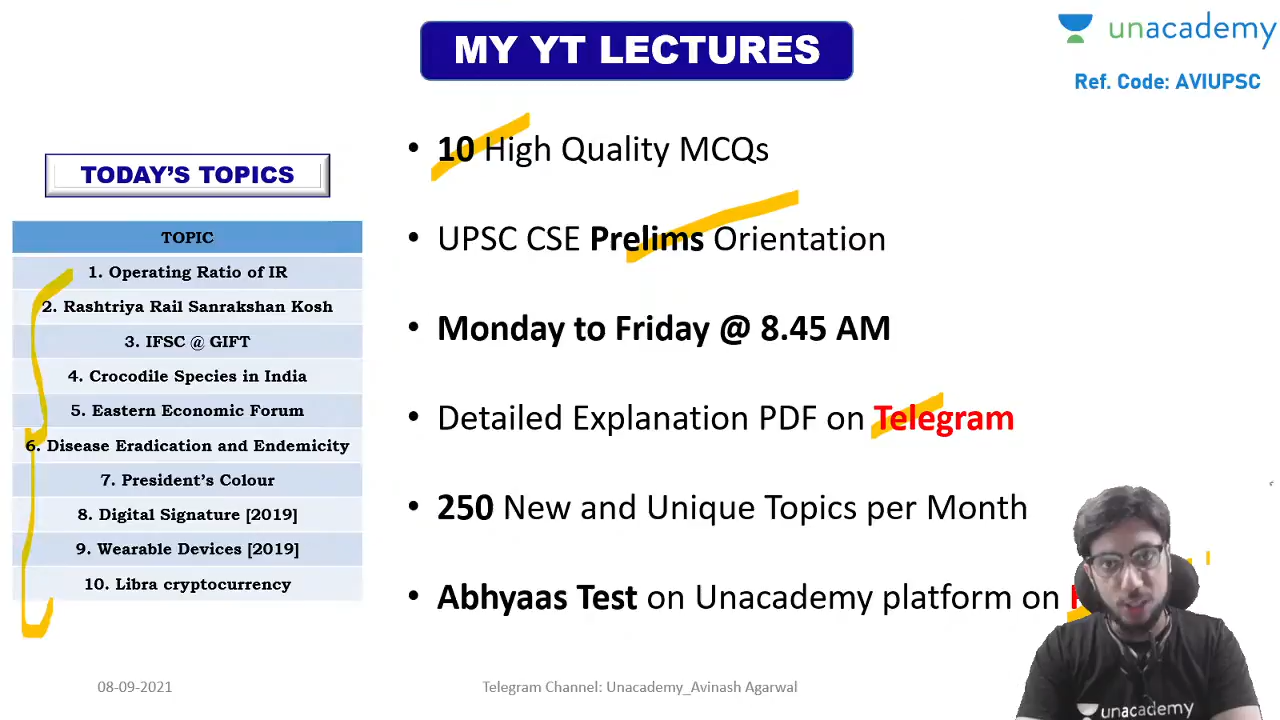 MY YT LECTURES
unacademy
Ref. Code: AVIUPSC
TODAY'S TOPICS
TOPIC
1. Operating Ratio of IR
2. Rashtriya Rail Sanrakshan Kosh
3. IFSC @ GIFT
4. Crocodile Species in India
5. Eastern Economic Forum
6. Disease Eradication and Endemicity
7. President's Colour
8. Digital Signature [2019]
9. Wearable Devices [2019]
10. Libra cryptocurrency
• 10 High Quality MCQs
• UPSC CSE Prelims Orientation
• Monday to Friday @ 8.45 AM
• Detailed Explanation PDF on Telegram
• 250 New and Unique Topics per Month
• Abhyaas Test on Unacademy platform on
08-09-2021
Telegram Channel: Unacademy_Avinash Agarwal
unacademy